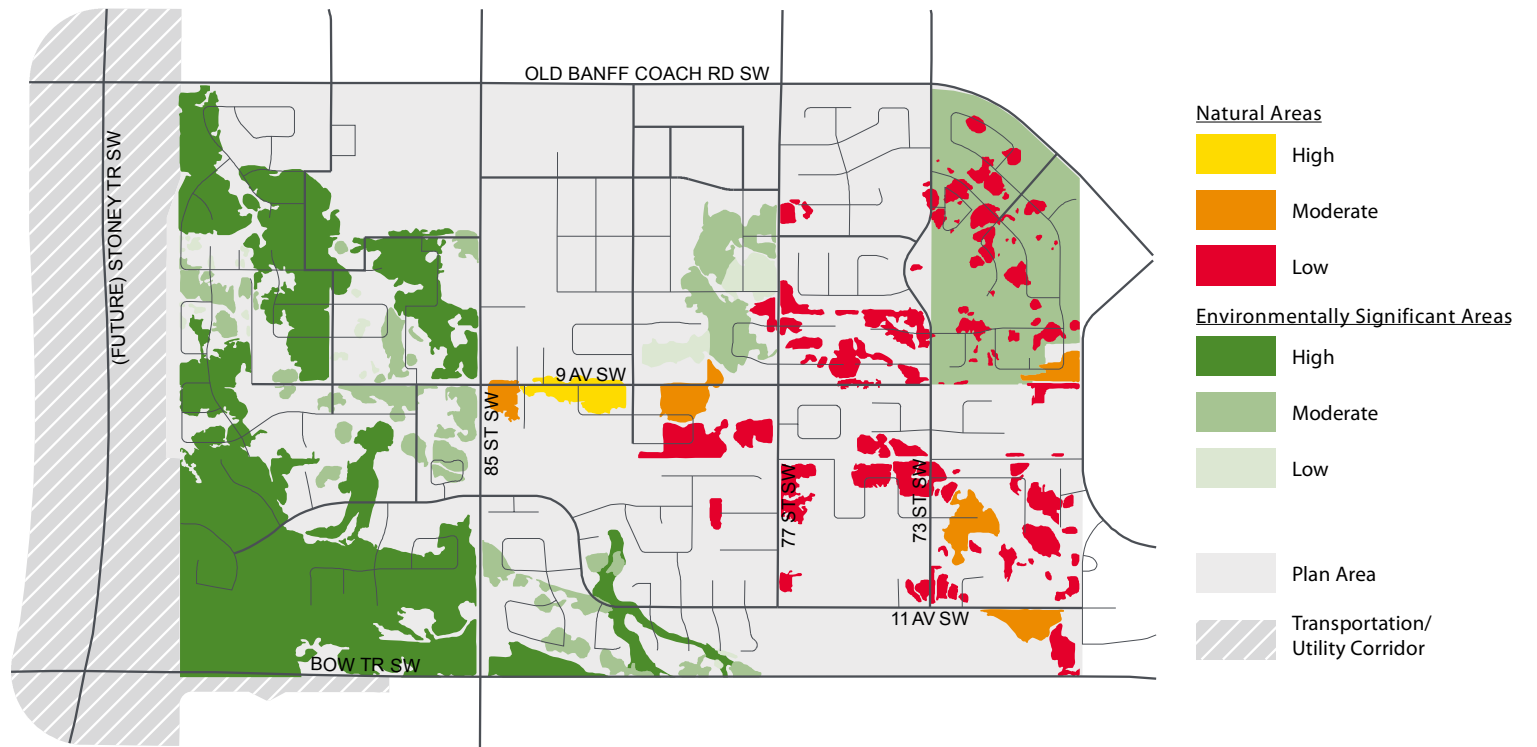 OLD BANFF COACH RD SW
(FUTURE) STONEY TR SW
9 AV SW
85 ST SW
77 ST SW
73 ST SW
11 AV SW
BOW TR SW
Natural Areas
High
Moderate
Low
Environmentally Significant Areas
High
Moderate
Low
Plan Area
Transportation/
Utility Corridor